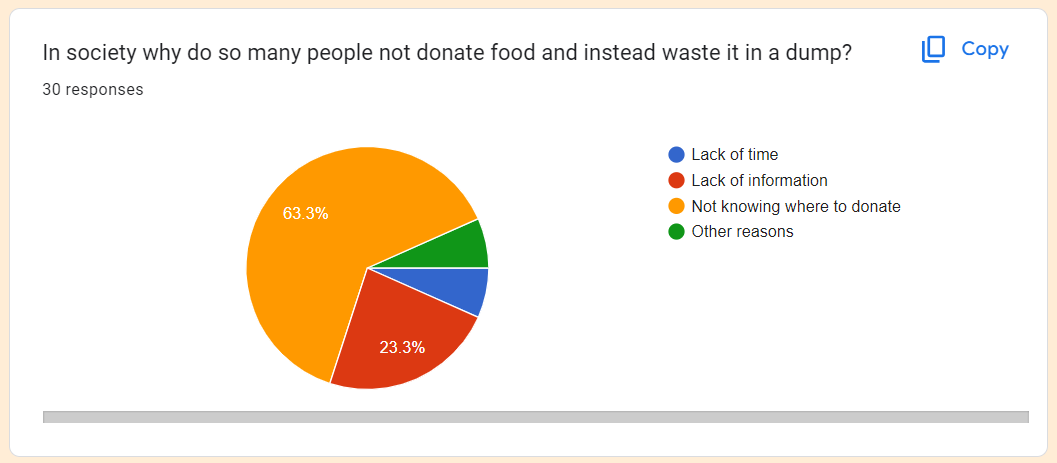 In society why do so many people not donate food and instead waste it in a dump?
Copy
30 responses
Lack of time
Lack of information
Not knowing where to donate
Other reasons
63.3%
23.3%